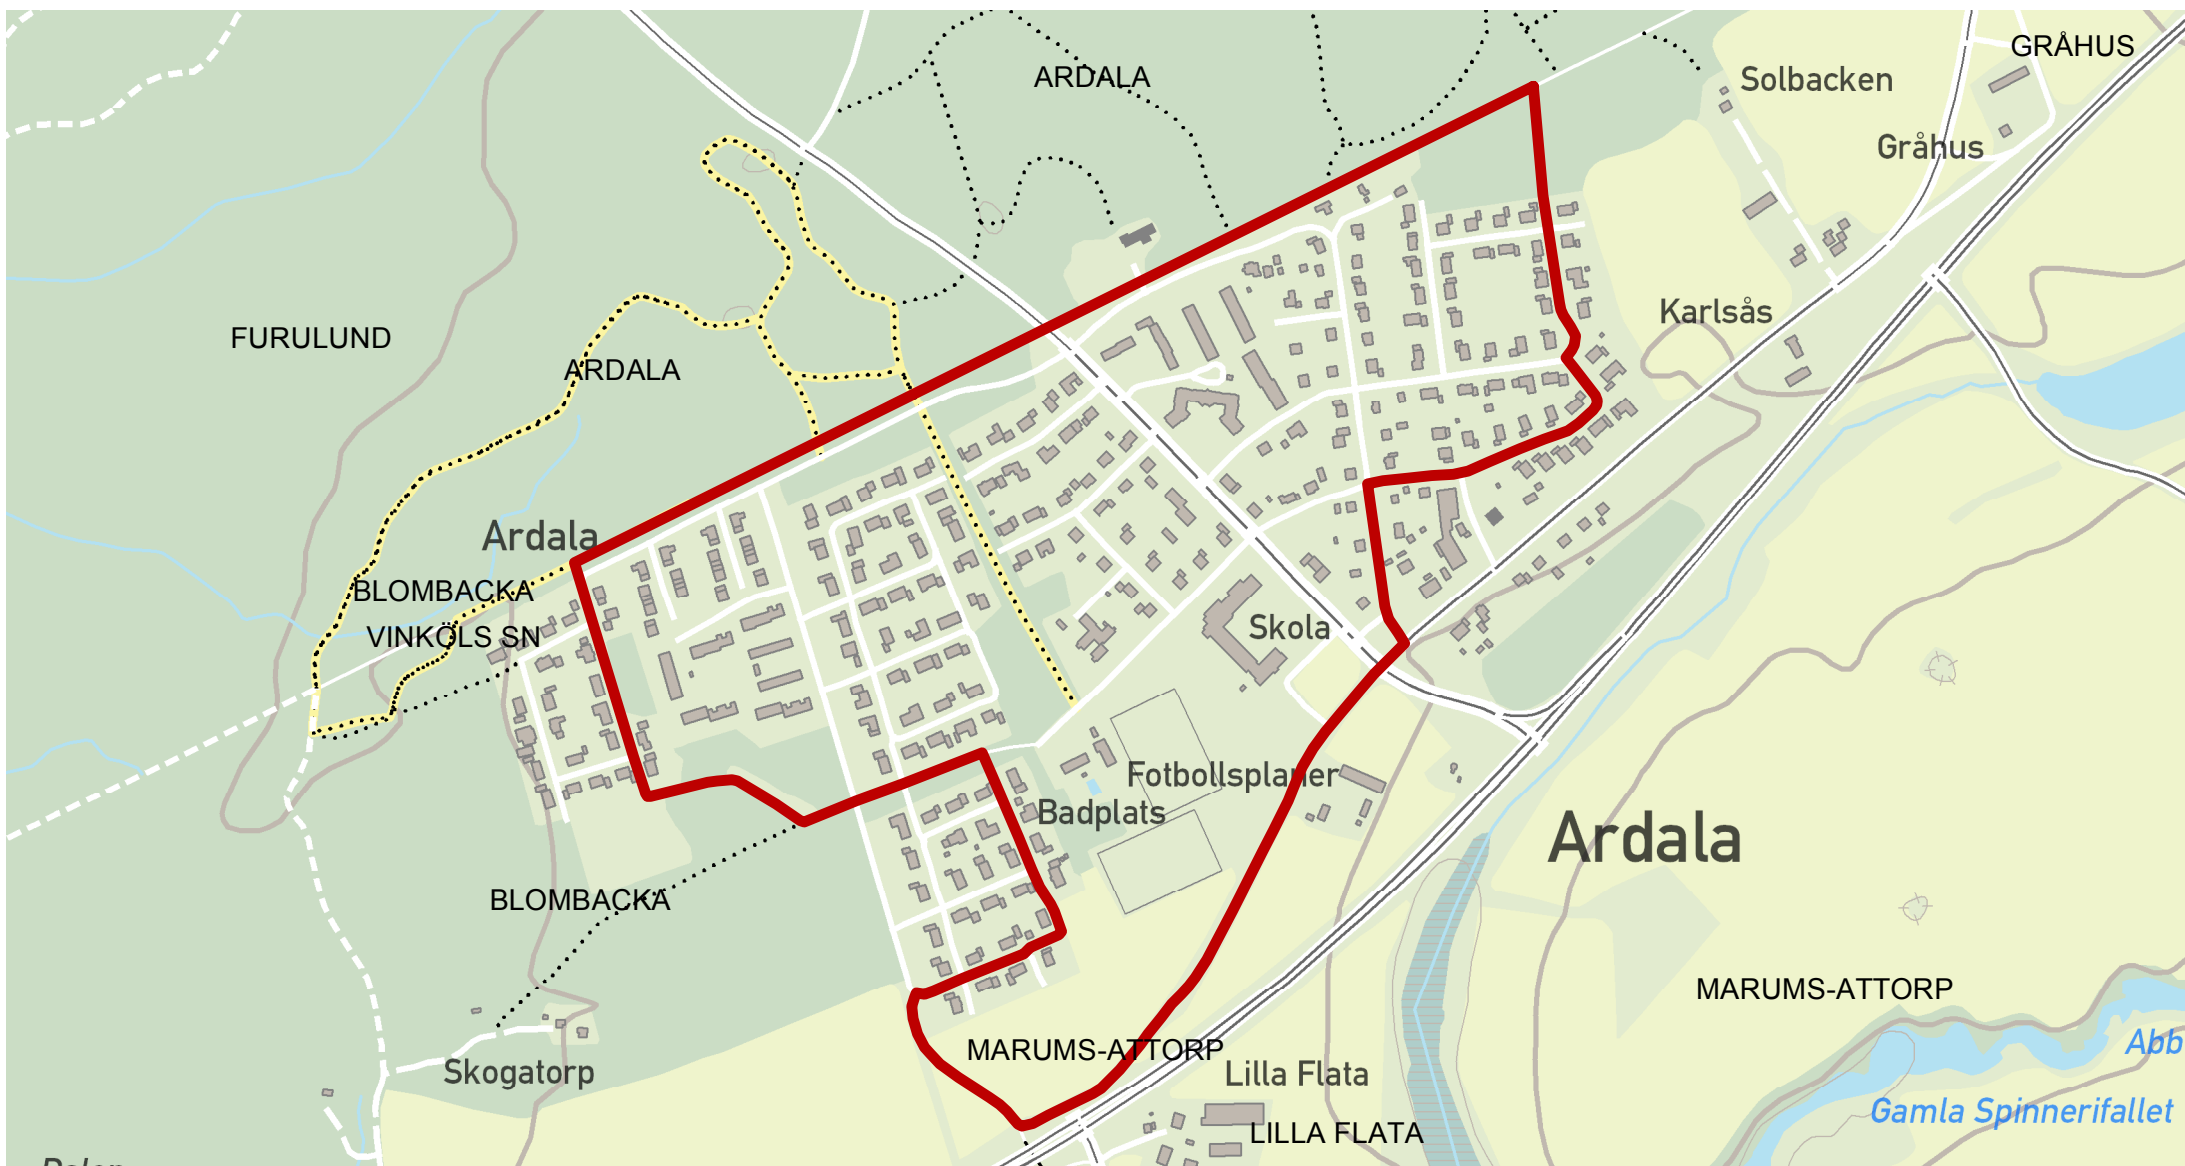 GRÅHUS
ARDALA
Solbacken
Gråhus
Karlsås
FURULUND
ARDALA
Ardala
BLOMBACKA
VINKÖLS SN
Skola
Fotbollsplaner
Badplats
Ardala
BLOMBACKA
MARUMS-ATTORP
MARUMS-ATTORP
Abb
Skogatorp
Lilla Flata
Gamla Spinnerifallet
LILLA FLATA